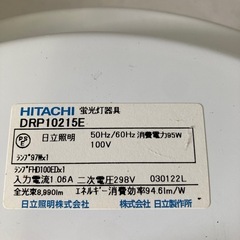 HITACHI 蛍光灯器具
DRP10215E
日立照明 50Hz/60Hz 消費電力95W
100V
ランプ97W×1
ランプFHD100ED×1
入力電流1.06A 二次電圧298V 030122L
全光束8,990lm エネルギー消費効率94.6lm/W
日立照明株式会社 株式会社 日立製作所